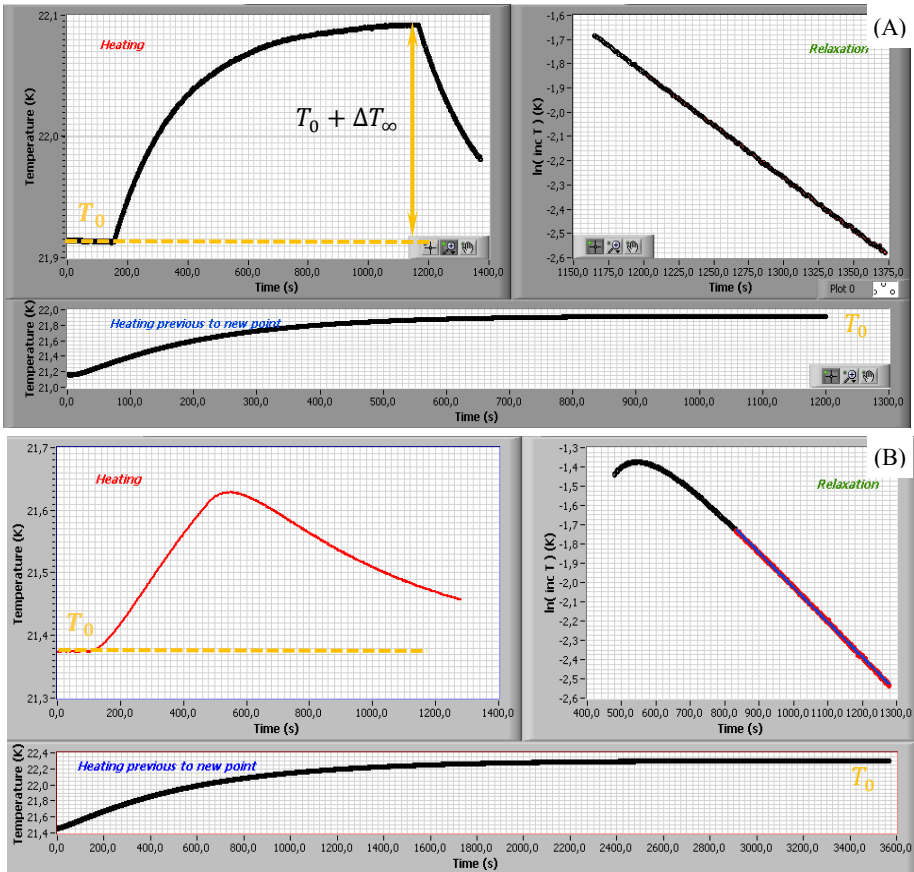 (A)
Heating
Relaxation
Temperature (K)
22,1
22,0
21,9
T₀ + ΔT∞
T₀
0,0 200,0 400,0 600,0 800,0 1000,0 1200,0 1400,0
Time (s)
ln( inc T ) (K)
-1,4
-1,5
-1,6
-1,7
-1,8
-1,9
-2,0
-2,1
-2,2
-2,3
-2,4
-2,5
-2,6
1150,0 1175,0 1200,0 1225,0 1250,0 1275,0 1300,0 1325,0 1350,0 1375,0
Time (s)
Plot 0
Heating previous to new point
Temperature (K)
22,0
21,8
21,6
21,4
21,2
21,0
T₀
0,0 100,0 200,0 300,0 400,0 500,0 600,0 700,0 800,0 900,0 1000,0 1100,0 1200,0 1300,0
Time (s)
(B)
Heating
Relaxation
Temperature (K)
21,7
21,6
21,5
21,4
21,3
T₀
0,0 200,0 400,0 600,0 800,0 1000,0 1200,0 1400,0
Time (s)
ln( inc T ) (K)
-1,3
-1,4
-1,5
-1,6
-1,7
-1,8
-1,9
-2,0
-2,1
-2,2
-2,3
-2,4
-2,5
-2,6
400,0 500,0 600,0 700,0 800,0 900,0 1000,0 1100,0 1200,0 1300,0
Time (s)
Heating previous to new point
Temperature (K)
22,4
22,2
22,0
21,8
21,6
21,4
T₀
0,0 200,0 400,0 600,0 800,0 1000,0 1200,0 1400,0 1600,0 1800,0 2000,0 2200,0 2400,0 2600,0 2800,0 3000,0 3200,0 3400,0 3600,0
Time (s)